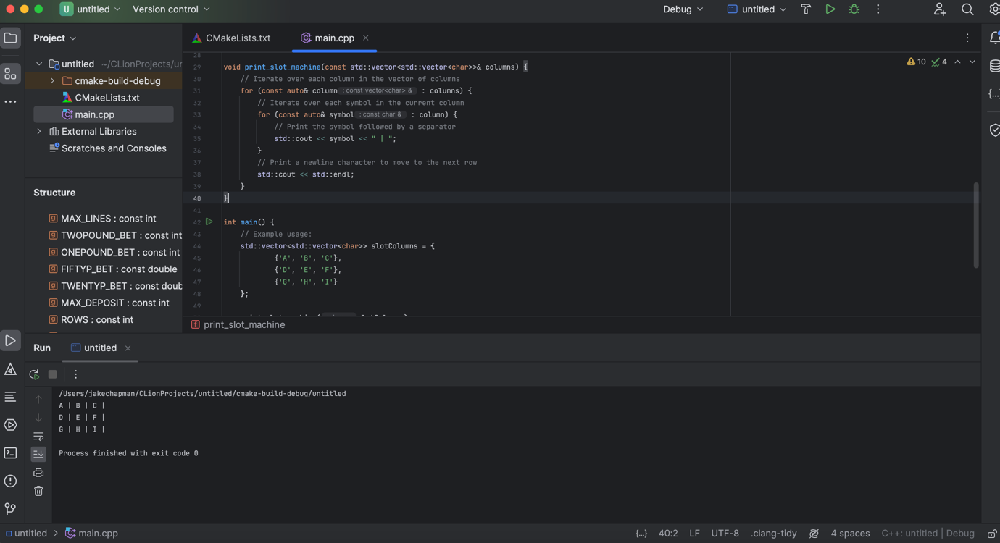 U untitled Version control Debug untitled
Project
untitled ~/CLionProjects/un
cmake-build-debug
CMakeLists.txt
main.cpp
External Libraries
Scratches and Consoles
Structure
MAX_LINES : const int
TWOPOUND_BET : const int
ONEPOUND_BET : const int
FIFTYP_BET : const double
TWENTYP_BET : const doub
MAX_DEPOSIT : const int
ROWS : const int
CMakeLists.txt main.cpp
10 4
28
29 void print_slot_machine(const std::vector<std::vector<char>>& columns) {
30 // Iterate over each column in the vector of columns
31 for (const auto& column : const vector<char> & : columns) {
32 // Iterate over each symbol in the current column
33 for (const auto& symbol : const char & : column) {
34 // Print the symbol followed by a separator
35 std::cout << symbol << " | ";
36 }
37 // Print a newline character to move to the next row
38 std::cout << std::endl;
39 }
40 }
41
42 int main() {
43 // Example usage:
44 std::vector<std::vector<char>> slotColumns = {
45 {'A', 'B', 'C'},
46 {'D', 'E', 'F'},
47 {'G', 'H', 'I'}
48 };
49
print_slot_machine
Run untitled
/Users/jakechapman/CLionProjects/untitled/cmake-build-debug/untitled
A | B | C |
D | E | F |
G | H | I |
Process finished with exit code 0
untitled > main.cpp {...} 40:2 LF UTF-8 .clang-tidy 4 spaces C++: untitled | Debug